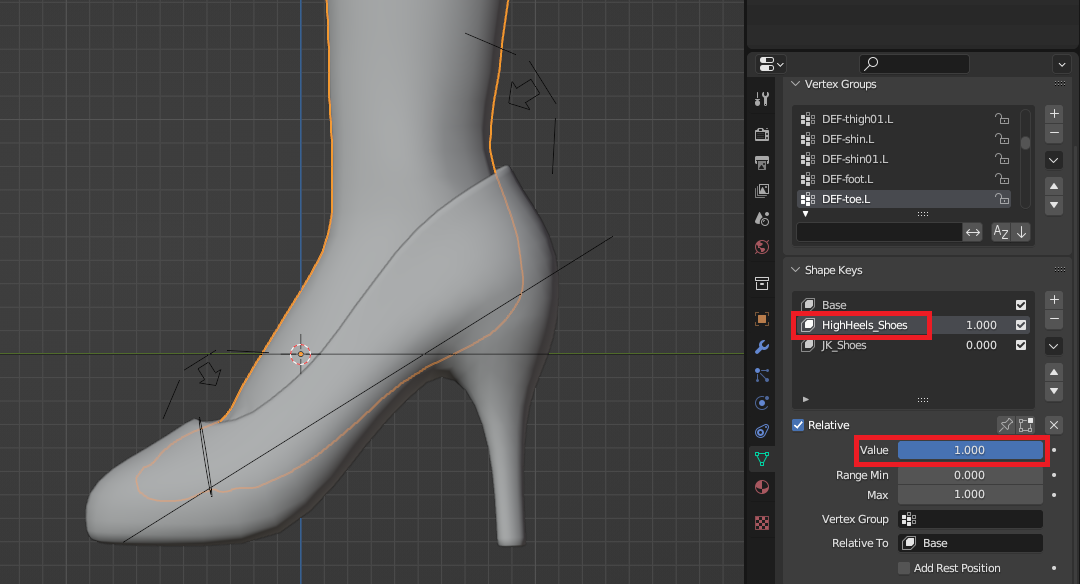 Vertex Groups
DEF-thigh01.L
DEF-shin.L
DEF-shin01.L
DEF-foot.L
DEF-toe.L
AZ
Shape Keys
Base
HighHeels_Shoes 1.000
JK_Shoes 0.000
Relative
Value 1.000
Range Min 0.000
Max 1.000
Vertex Group
Relative To Base
Add Rest Position